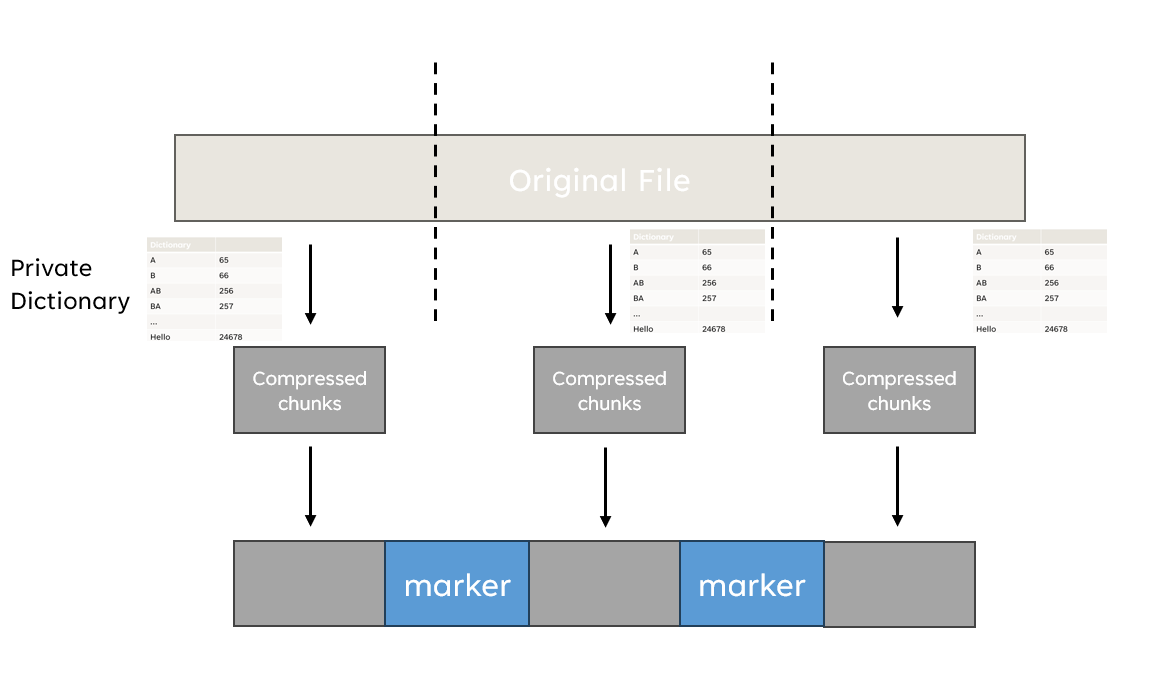 Original File
Private
Dictionary
Dictionary
A 65
B 66
AB 256
BA 257
...
Hello 24678
Dictionary
A 65
B 66
AB 256
BA 257
...
Hello 24678
Dictionary
A 65
B 66
AB 256
BA 257
...
Hello 24678
Compressed
chunks
Compressed
chunks
Compressed
chunks
marker
marker